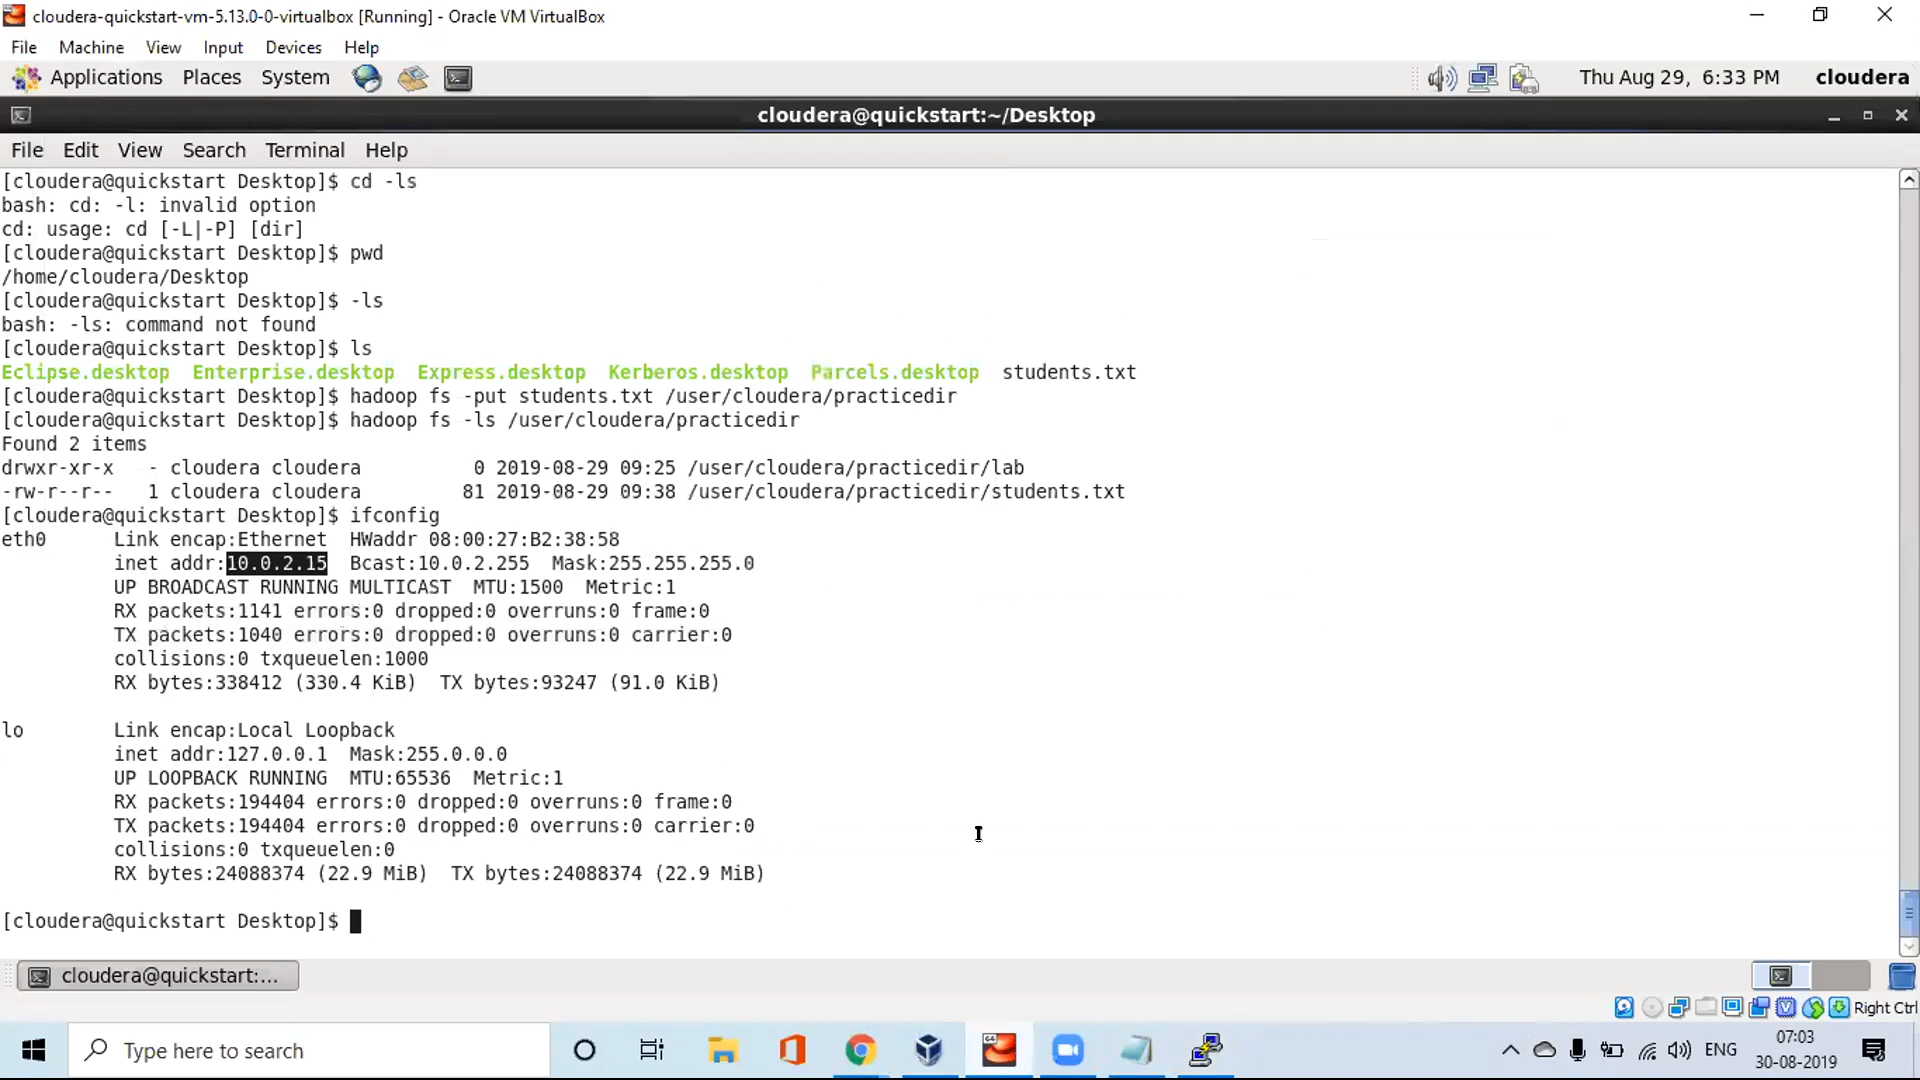 cloudera-quickstart-vm-5.13.0-0-virtualbox [Running] - Oracle VM VirtualBox
File Machine View Input Devices Help
Applications Places System Thu Aug 29, 6:33 PM cloudera
cloudera@quickstart:~/Desktop
File Edit View Search Terminal Help
[cloudera@quickstart Desktop]$ cd -ls
bash: cd: -l: invalid option
cd: usage: cd [-L|-P] [dir]
[cloudera@quickstart Desktop]$ pwd
/home/cloudera/Desktop
[cloudera@quickstart Desktop]$ -ls
bash: -ls: command not found
[cloudera@quickstart Desktop]$ ls
Eclipse.desktop Enterprise.desktop Express.desktop Kerberos.desktop Parcels.desktop students.txt
[cloudera@quickstart Desktop]$ hadoop fs -put students.txt /user/cloudera/practicedir
[cloudera@quickstart Desktop]$ hadoop fs -ls /user/cloudera/practicedir
Found 2 items
drwxr-xr-x - cloudera cloudera 0 2019-08-29 09:25 /user/cloudera/practicedir/lab
-rw-r--r-- 1 cloudera cloudera 81 2019-08-29 09:38 /user/cloudera/practicedir/students.txt
[cloudera@quickstart Desktop]$ ifconfig
eth0 Link encap:Ethernet HWaddr 08:00:27:B2:38:58
inet addr:10.0.2.15 Bcast:10.0.2.255 Mask:255.255.255.0
UP BROADCAST RUNNING MULTICAST MTU:1500 Metric:1
RX packets:1141 errors:0 dropped:0 overruns:0 frame:0
TX packets:1040 errors:0 dropped:0 overruns:0 carrier:0
collisions:0 txqueuelen:1000
RX bytes:338412 (330.4 KiB) TX bytes:93247 (91.0 KiB)
lo Link encap:Local Loopback
inet addr:127.0.0.1 Mask:255.0.0.0
UP LOOPBACK RUNNING MTU:65536 Metric:1
RX packets:194404 errors:0 dropped:0 overruns:0 frame:0
TX packets:194404 errors:0 dropped:0 overruns:0 carrier:0
collisions:0 txqueuelen:0
RX bytes:24088374 (22.9 MiB) TX bytes:24088374 (22.9 MiB)
[cloudera@quickstart Desktop]$
cloudera@quickstart:...
Right Ctrl
Type here to search
ENG
07:03
30-08-2019